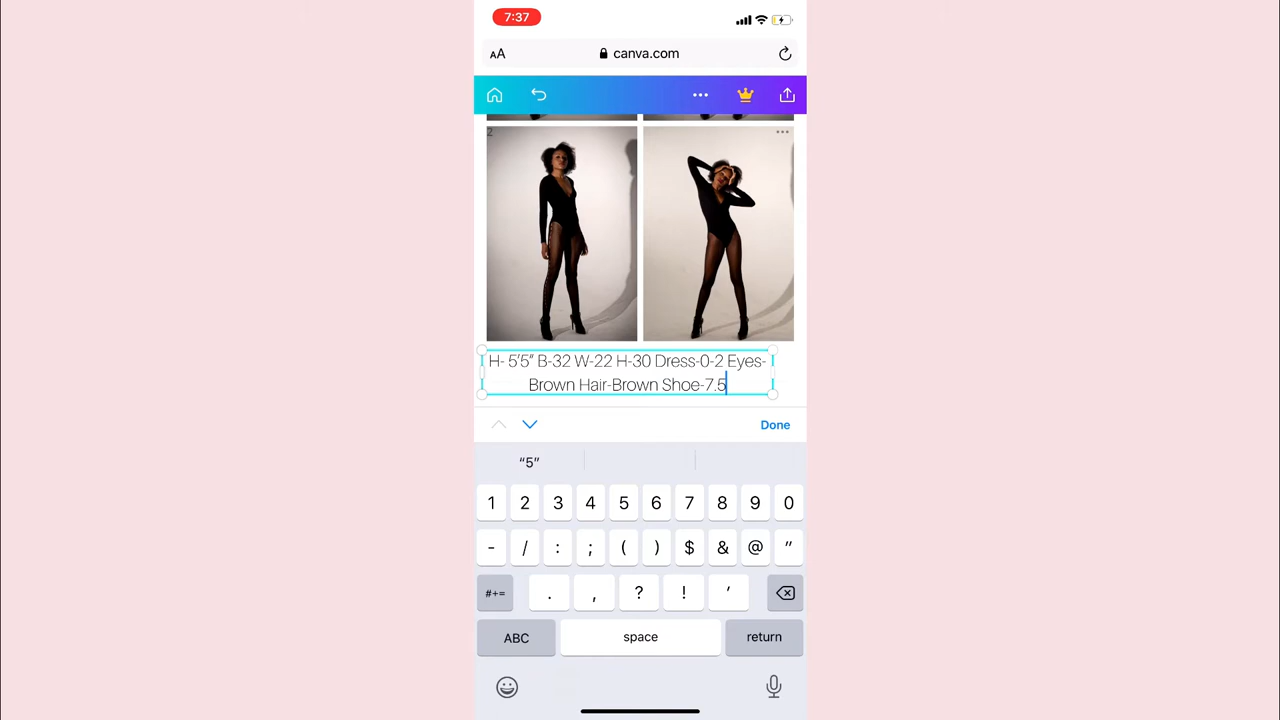 7:37
AA
canva.com
2
H- 5'5" B-32 W-22 H-30 Dress-0-2 Eyes-
Brown Hair-Brown Shoe-7.5
Done
“5”
1 2 3 4 5 6 7 8 9 0
- / : ; ( ) $ & @ "
#+= . , ? ! '
ABC space return